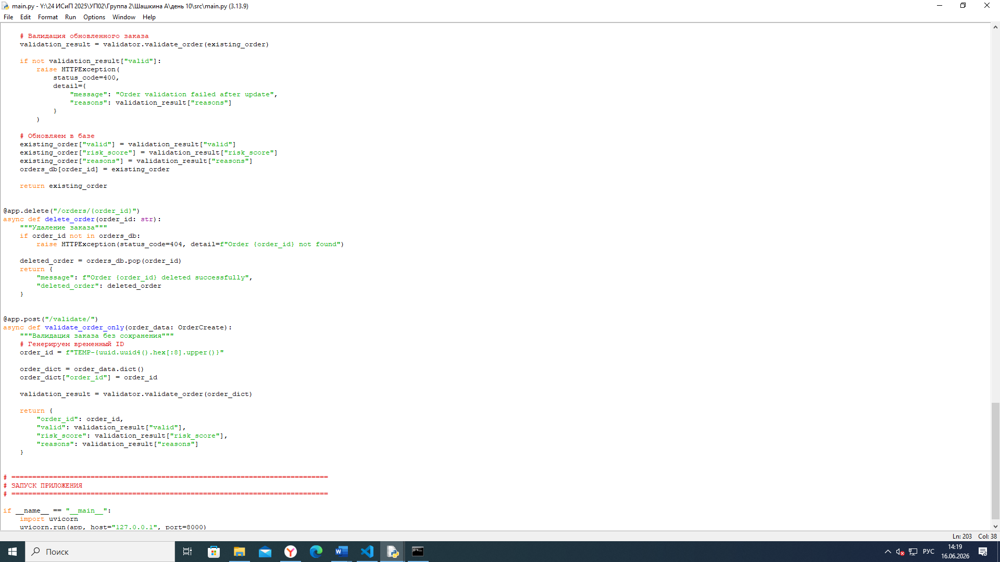 main.py - Y:\24 ИСиП 2025\УП02\Группа 2\Шашкина А\день 10\src\main.py (3.13.9)
File Edit Format Run Options Window Help
    # Валидация обновленного заказа
    validation_result = validator.validate_order(existing_order)
    if not validation_result["valid"]:
        raise HTTPException(
            status_code=400,
            detail={
                "message": "Order validation failed after update",
                "reasons": validation_result["reasons"]
            }
        )
    # Обновляем в базе
    existing_order["valid"] = validation_result["valid"]
    existing_order["risk_score"] = validation_result["risk_score"]
    existing_order["reasons"] = validation_result["reasons"]
    orders_db[order_id] = existing_order
    return existing_order
@app.delete("/orders/{order_id}")
async def delete_order(order_id: str):
    """Удаление заказа"""
    if order_id not in orders_db:
        raise HTTPException(status_code=404, detail=f"Order {order_id} not found")
    deleted_order = orders_db.pop(order_id)
    return {
        "message": f"Order {order_id} deleted successfully",
        "deleted_order": deleted_order
    }
@app.post("/validate/")
async def validate_order_only(order_data: OrderCreate):
    """Валидация заказа без сохранения"""
    # Генерируем временный ID
    order_id = f"TEMP-{uuid.uuid4().hex[:8].upper()}"
    order_dict = order_data.dict()
    order_dict["order_id"] = order_id
    validation_result = validator.validate_order(order_dict)
    return {
        "order_id": order_id,
        "valid": validation_result["valid"],
        "risk_score": validation_result["risk_score"],
        "reasons": validation_result["reasons"]
    }
# ============================================================================
# ЗАПУСК ПРИЛОЖЕНИЯ
# ============================================================================
if __name__ == "__main__":
    import uvicorn
    uvicorn.run(app, host="127.0.0.1", port=8000)
Ln: 203 Col: 38
Поиск
РУС
14:19
16.06.2026